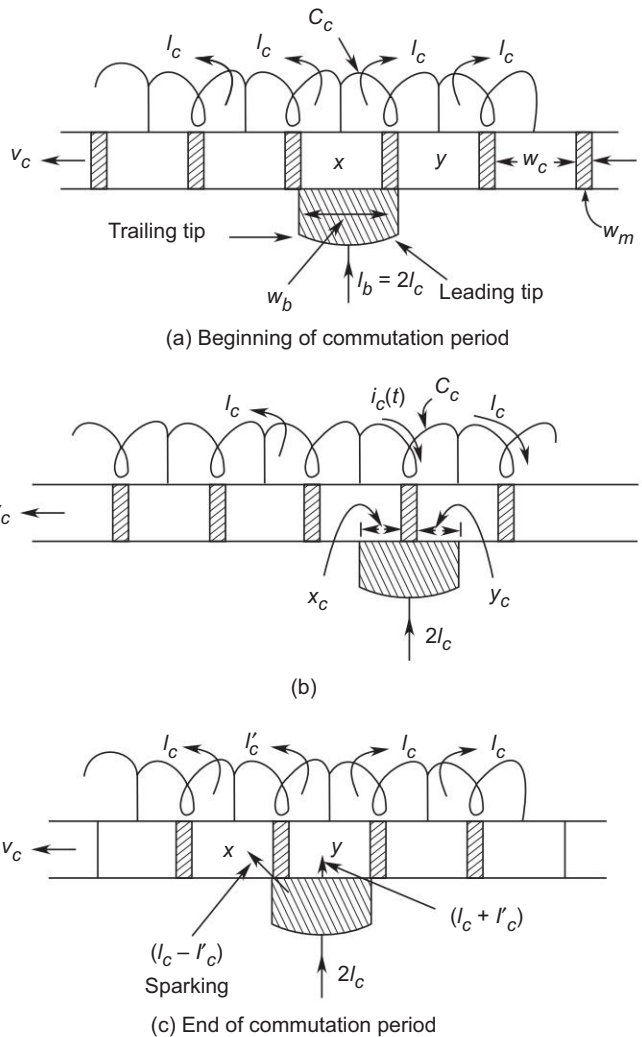 C_c
I_c I_c I_c I_c
v_c x y w_c
w_m
Trailing tip
w_b I_b = 2I_c Leading tip
(a) Beginning of commutation period
I_c i_c(t) C_c I_c
c
x_c y_c
2I_c
(b)
I_c I′_c I_c I_c
v_c x y
(I_c – I′_c) (I_c + I′_c)
Sparking 2I_c
(c) End of commutation period